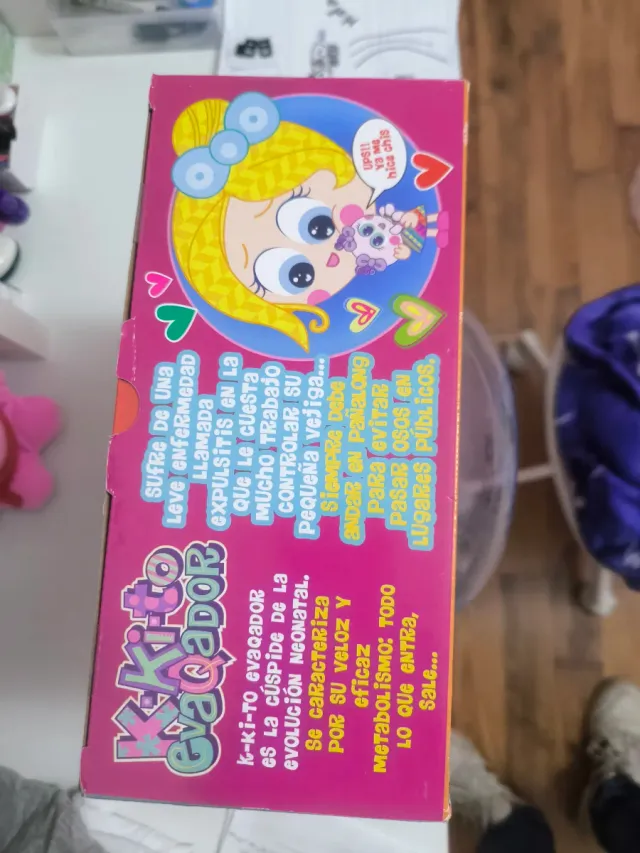 K-Ki-to
evaQADOR
K-Ki-TO evaQADOR
es LA CÚSPIDE DE LA
evolución NeoNatal.
Se caracteriza
POR SU VeLOZ Y
eficaz
MeTABOLISMO: TODO
LO QUE ENTRA,
Sale...
SUFRE DE UNA
Leve enfermedad
LLamada
expulsitis en la
que le cuesta
mucho trabajo
controlar su
pequeña vejiga...
Siempre debe
andar en pañalong
para evitar
pasar osos en
lugares públicos.
UPS!!!
Ya me
hice chis